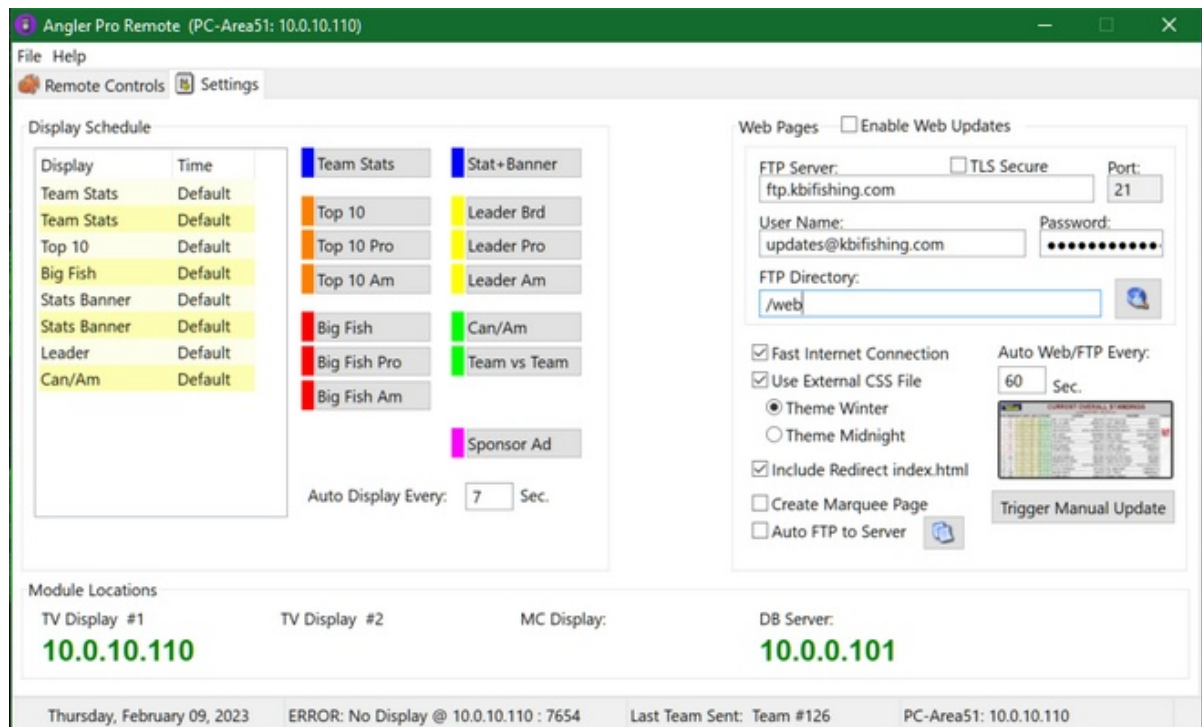 Angler Pro Remote (PC-Area51: 10.0.10.110)
File Help
Remote Controls Settings
Display Schedule
Display Time
Team Stats Default
Team Stats Default
Top 10 Default
Big Fish Default
Stats Banner Default
Stats Banner Default
Leader Default
Can/Am Default
Team Stats Stat+Banner
Top 10 Leader Brd
Top 10 Pro Leader Pro
Top 10 Am Leader Am
Big Fish Can/Am
Big Fish Pro Team vs Team
Big Fish Am
Sponsor Ad
Auto Display Every: 7 Sec.
Web Pages Enable Web Updates
FTP Server: TLS Secure Port:
ftp.kbifishing.com 21
User Name: Password:
updates@kbifishing.com
FTP Directory:
/web
Fast Internet Connection
Use External CSS File
Theme Winter
Theme Midnight
Include Redirect index.html
Create Marquee Page
Auto FTP to Server
Auto Web/FTP Every:
60 Sec.
CURRENT OVERALL STANDINGS
Trigger Manual Update
Module Locations
TV Display #1 TV Display #2 MC Display: DB Server:
10.0.10.110 10.0.0.101
Thursday, February 09, 2023 ERROR: No Display @ 10.0.10.110 : 7654 Last Team Sent: Team #126 PC-Area51: 10.0.10.110